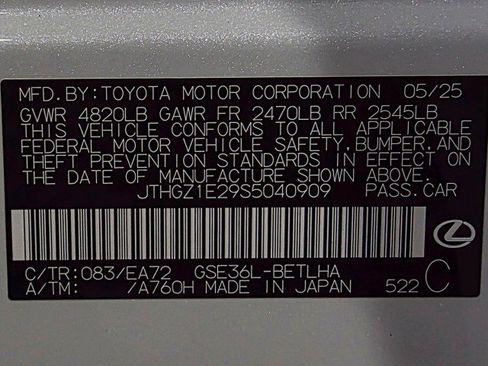 MFD.BY:TOYOTA MOTOR CORPORATION 05/25
GVWR 4820LB GAWR FR 2470LB RR 2545LB
THIS VEHICLE CONFORMS TO ALL APPLICABLE
FEDERAL MOTOR VEHICLE SAFETY,BUMPER,AND
THEFT PREVENTION STANDARDS IN EFFECT ON
THE DATE OF MANUFACTURE SHOWN ABOVE.
JTHGZ1E29S5040909 PASS.CAR
C/TR:083/EA72 GSE36L-BETLHA C
A/TM: /A760H MADE IN JAPAN 522